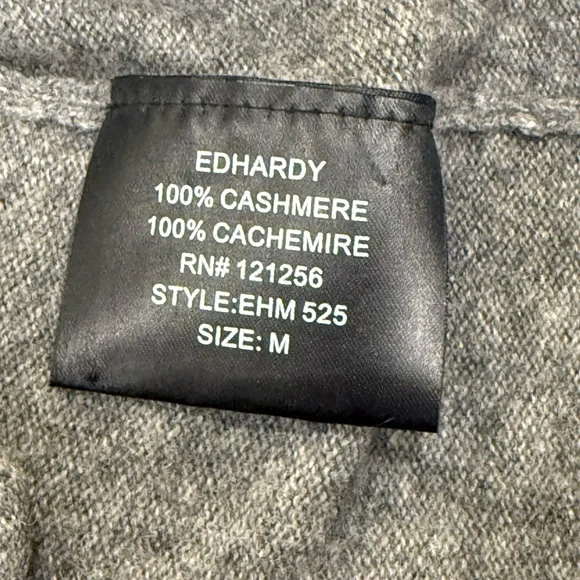 EDHARDY
100% CASHMERE
100% CACHEMIRE
RN# 121256
STYLE:EHM 525
SIZE: M